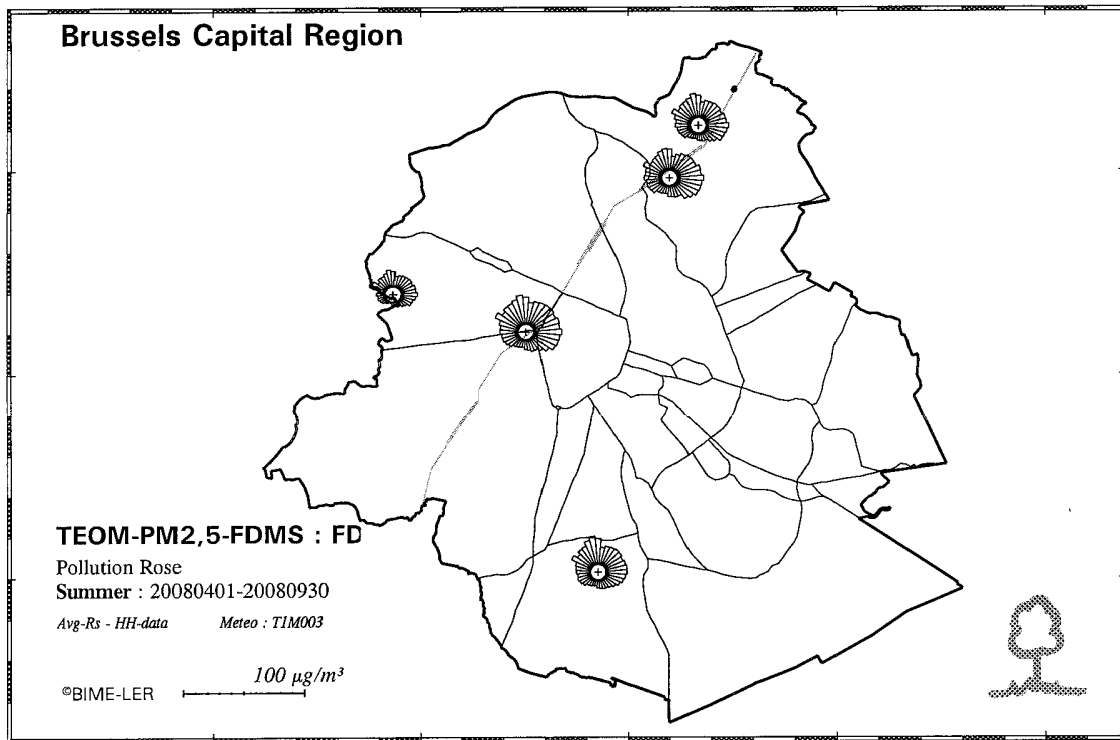 Brussels Capital Region
TEOM-PM2,5-FDMS : FD
Pollution Rose
Summer : 20080401-20080930
Avg-Rs - HH-data Meteo : T1M003
100 µg/m³
©BIME-LER